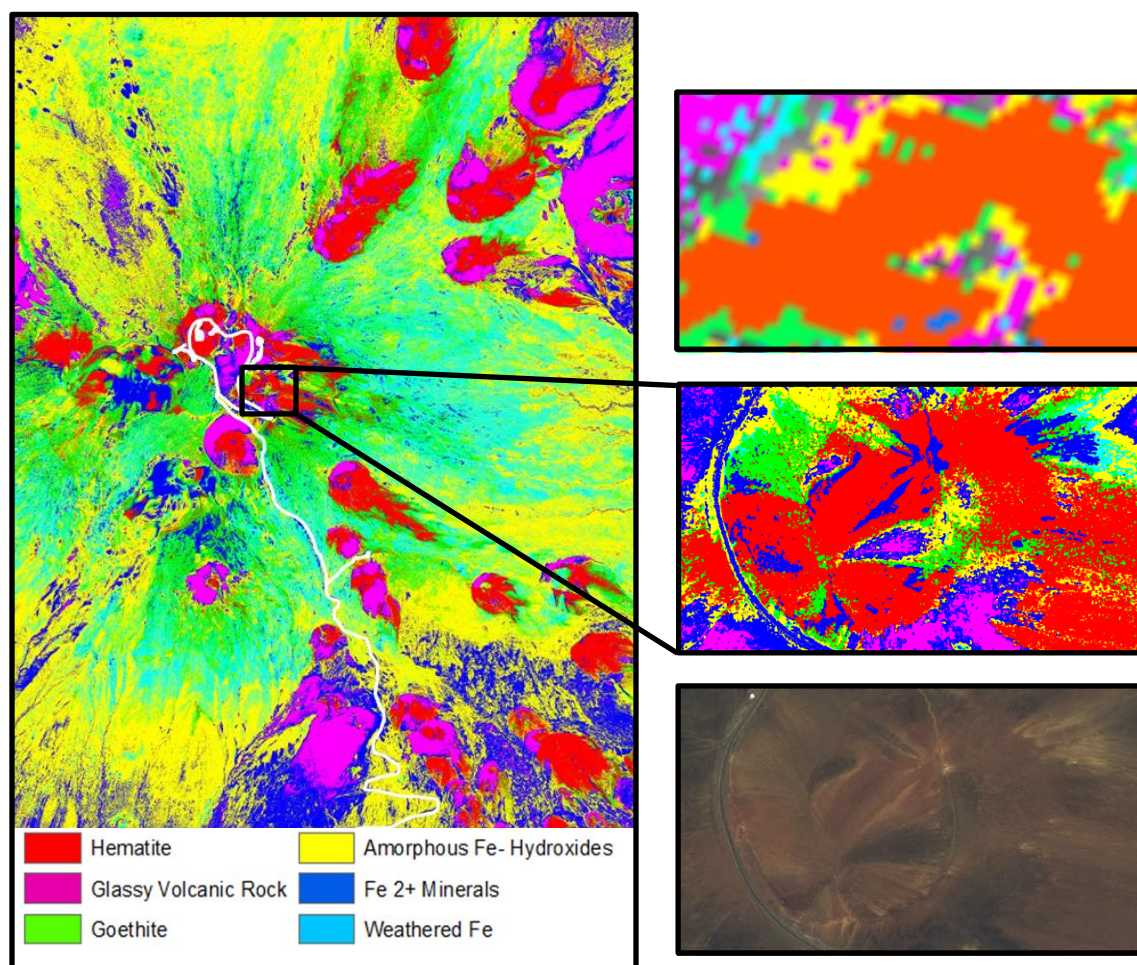 Hematite
Amorphous Fe- Hydroxides
Glassy Volcanic Rock
Fe 2+ Minerals
Goethite
Weathered Fe